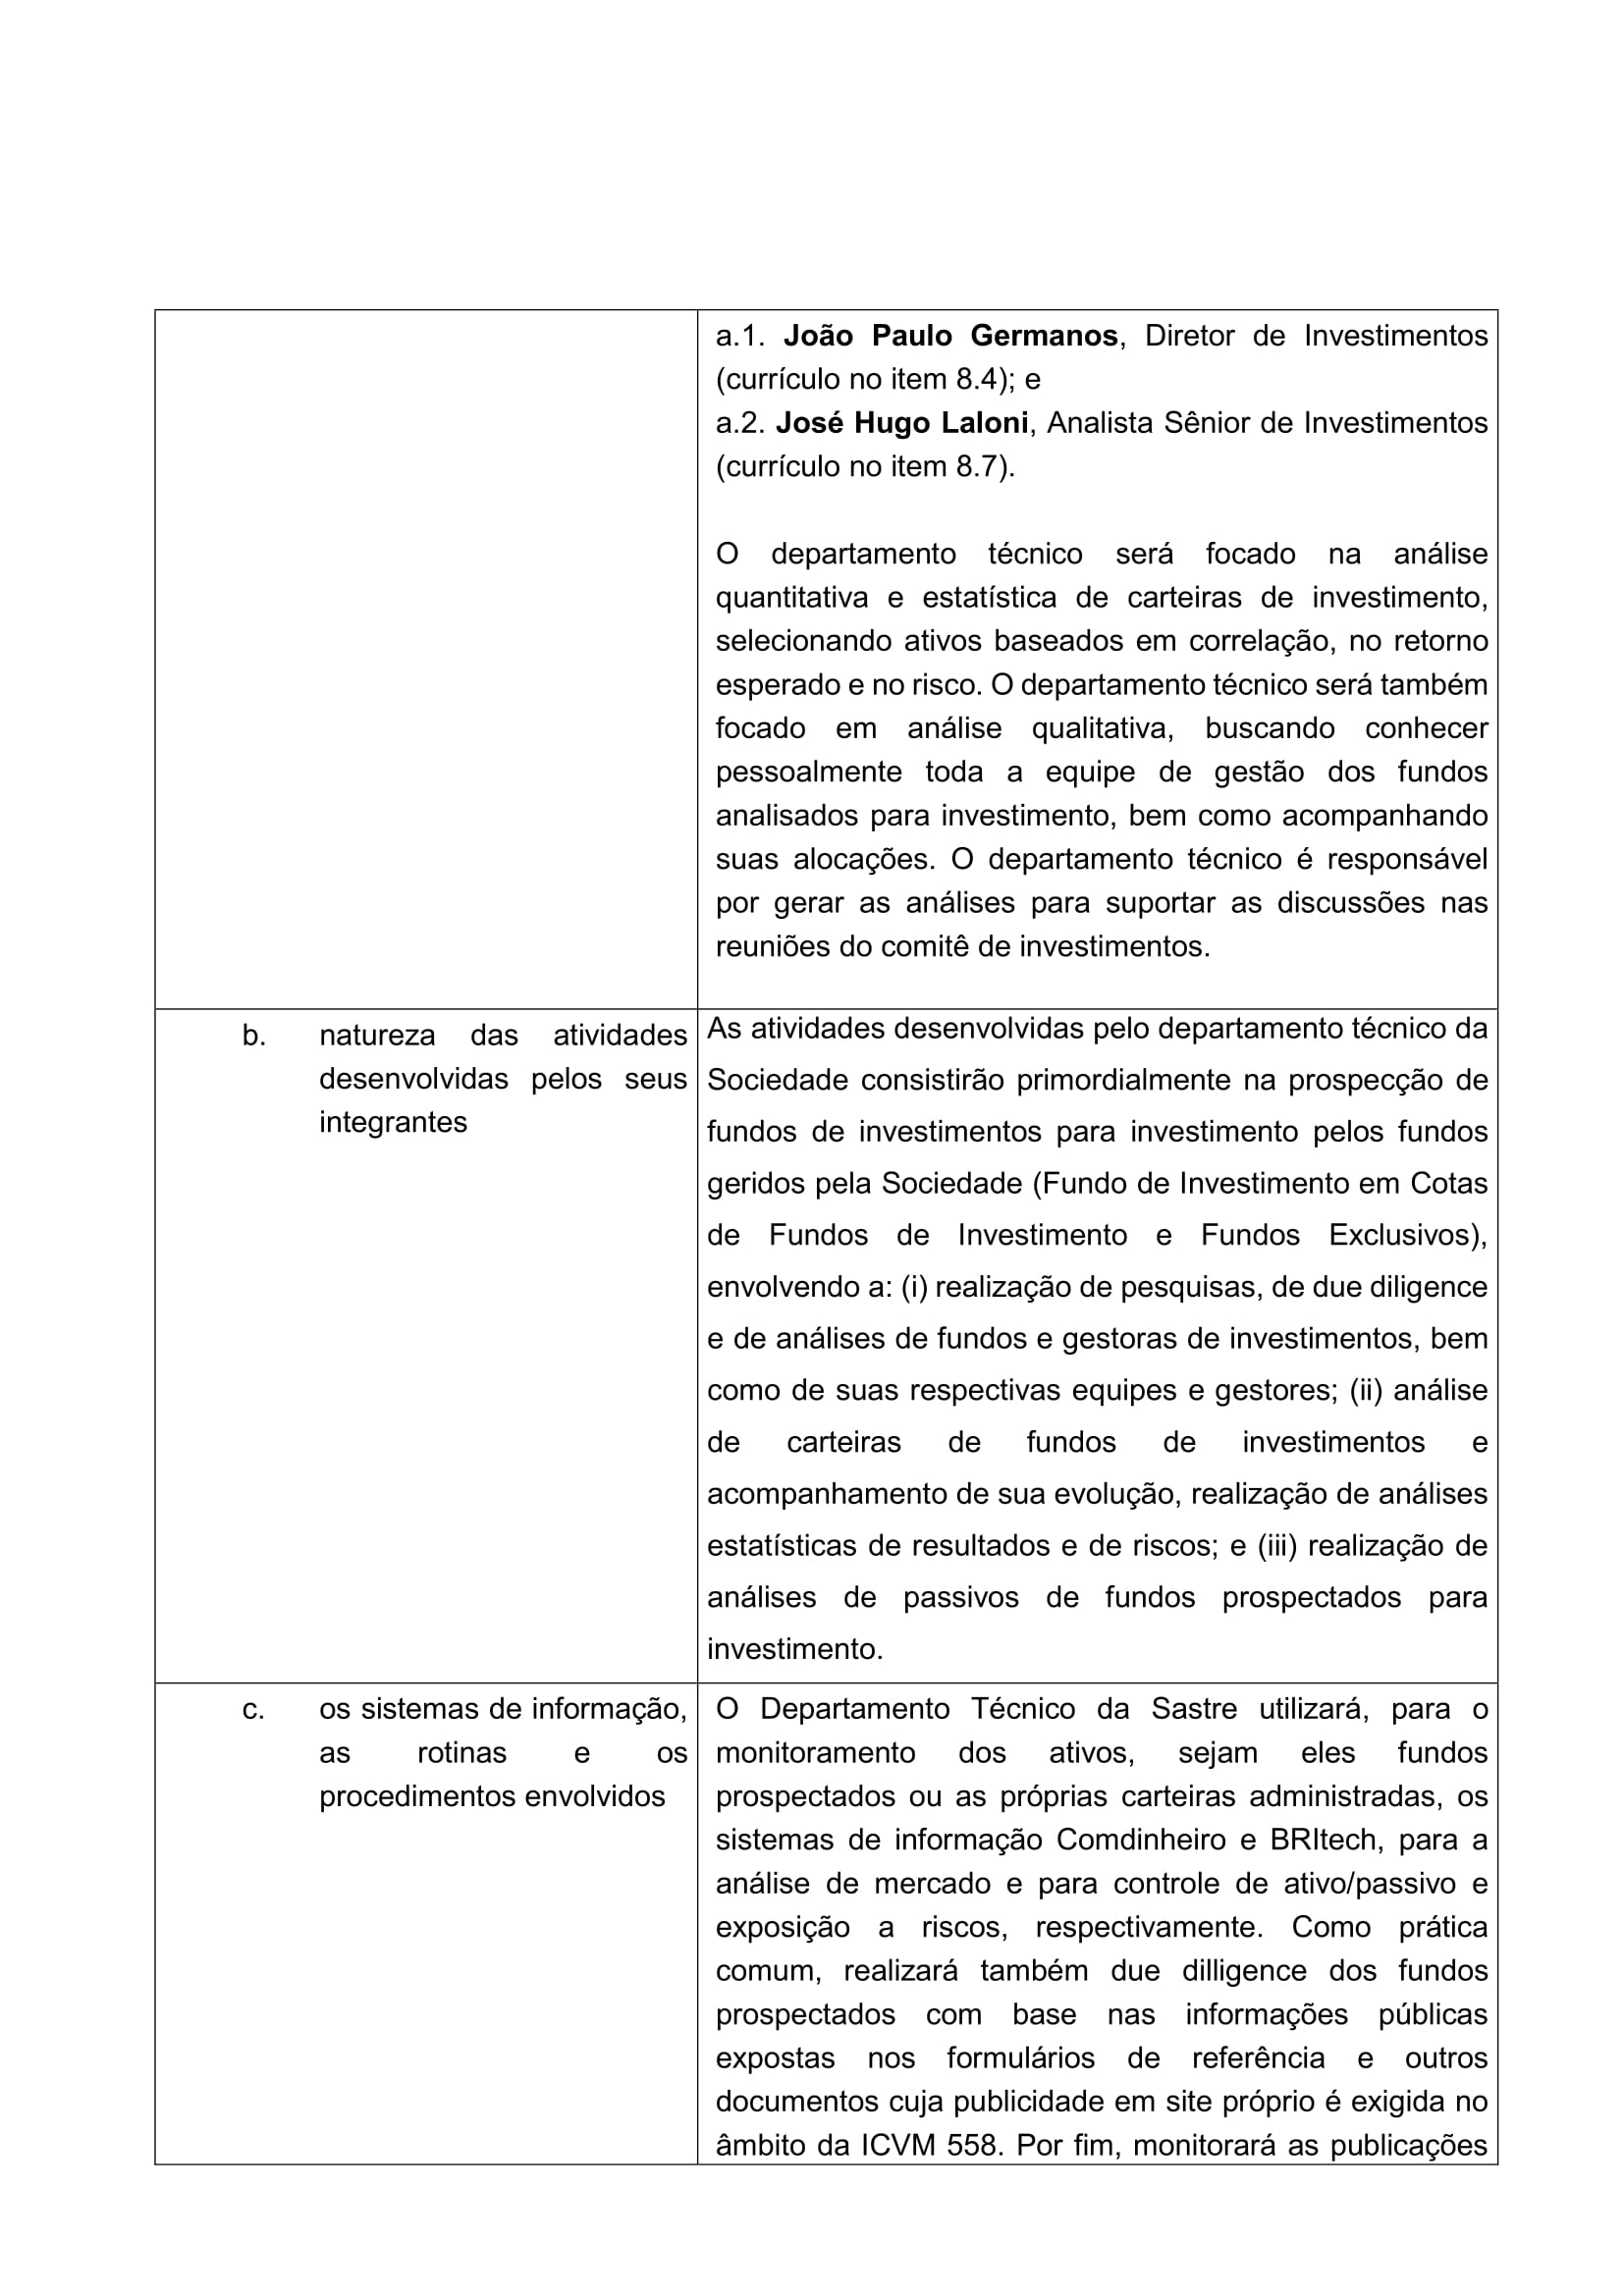 a.1. João Paulo Germanos, Diretor de Investimentos
(currículo no item 8.4); e
a.2. José Hugo Laloni, Analista Sênior de Investimentos
(currículo no item 8.7).
O departamento técnico será focado na análise
quantitativa e estatística de carteiras de investimento,
selecionando ativos baseados em correlação, no retorno
esperado e no risco. O departamento técnico será também
focado em análise qualitativa, buscando conhecer
pessoalmente toda a equipe de gestão dos fundos
analisados para investimento, bem como acompanhando
suas alocações. O departamento técnico é responsável
por gerar as análises para suportar as discussões nas
reuniões do comitê de investimentos.
b. natureza das atividades
desenvolvidas pelos seus
integrantes
As atividades desenvolvidas pelo departamento técnico da
Sociedade consistirão primordialmente na prospecção de
fundos de investimentos para investimento pelos fundos
geridos pela Sociedade (Fundo de Investimento em Cotas
de Fundos de Investimento e Fundos Exclusivos),
envolvendo a: (i) realização de pesquisas, de due diligence
e de análises de fundos e gestoras de investimentos, bem
como de suas respectivas equipes e gestores; (ii) análise
de carteiras de fundos de investimentos e
acompanhamento de sua evolução, realização de análises
estatísticas de resultados e de riscos; e (iii) realização de
análises de passivos de fundos prospectados para
investimento.
c. os sistemas de informação,
as rotinas e os
procedimentos envolvidos
O Departamento Técnico da Sastre utilizará, para o
monitoramento dos ativos, sejam eles fundos
prospectados ou as próprias carteiras administradas, os
sistemas de informação Comdinheiro e BRItech, para a
análise de mercado e para controle de ativo/passivo e
exposição a riscos, respectivamente. Como prática
comum, realizará também due dilligence dos fundos
prospectados com base nas informações públicas
expostas nos formulários de referência e outros
documentos cuja publicidade em site próprio é exigida no
âmbito da ICVM 558. Por fim, monitorará as publicações